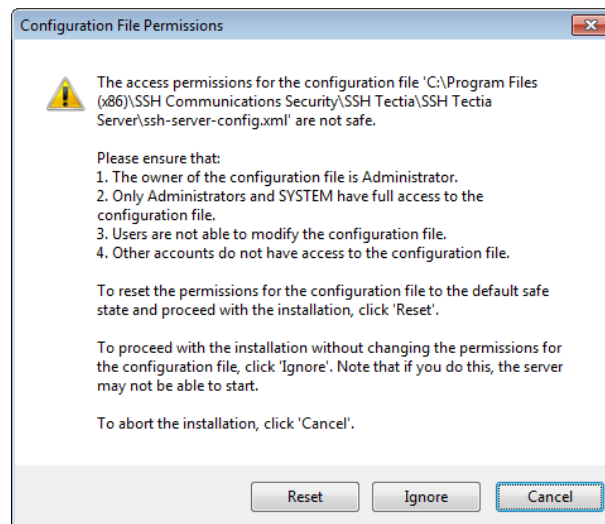 Configuration File Permissions
The access permissions for the configuration file 'C:\Program Files
(x86)\SSH Communications Security\SSH Tectia\SSH Tectia
Server\ssh-server-config.xml' are not safe.
Please ensure that:
1. The owner of the configuration file is Administrator.
2. Only Administrators and SYSTEM have full access to the
configuration file.
3. Users are not able to modify the configuration file.
4. Other accounts do not have access to the configuration file.
To reset the permissions for the configuration file to the default safe
state and proceed with the installation, click 'Reset'.
To proceed with the installation without changing the permissions for
the configuration file, click 'Ignore'. Note that if you do this, the server
may not be able to start.
To abort the installation, click 'Cancel'.
Reset Ignore Cancel